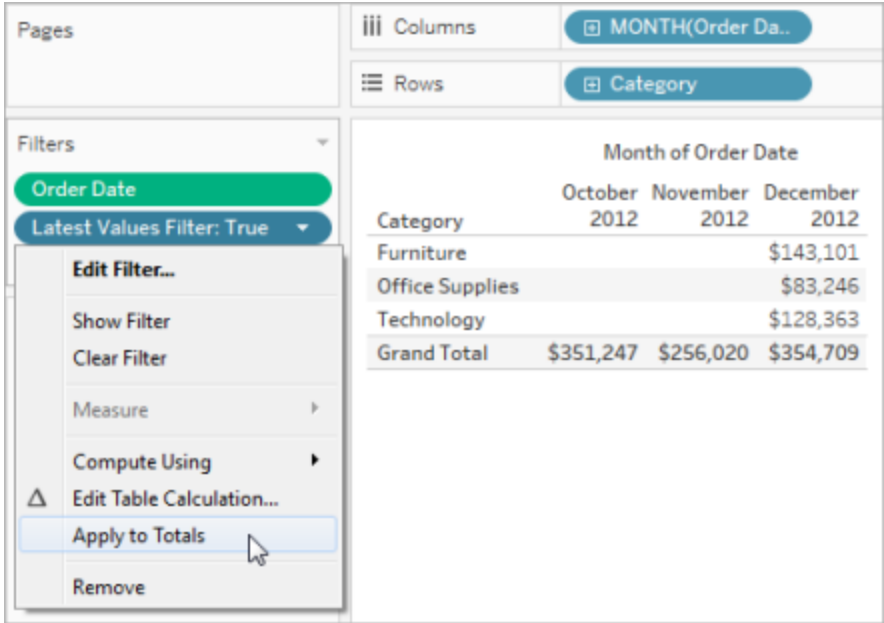 Pages
Columns
MONTH(Order Da..
Rows
Category
Filters
Order Date
Latest Values Filter: True
Edit Filter...
Show Filter
Clear Filter
Measure
Compute Using
Edit Table Calculation...
Apply to Totals
Remove
Month of Order Date
Category October 2012 November 2012 December 2012
Furniture $143,101
Office Supplies $83,246
Technology $128,363
Grand Total $351,247 $256,020 $354,709